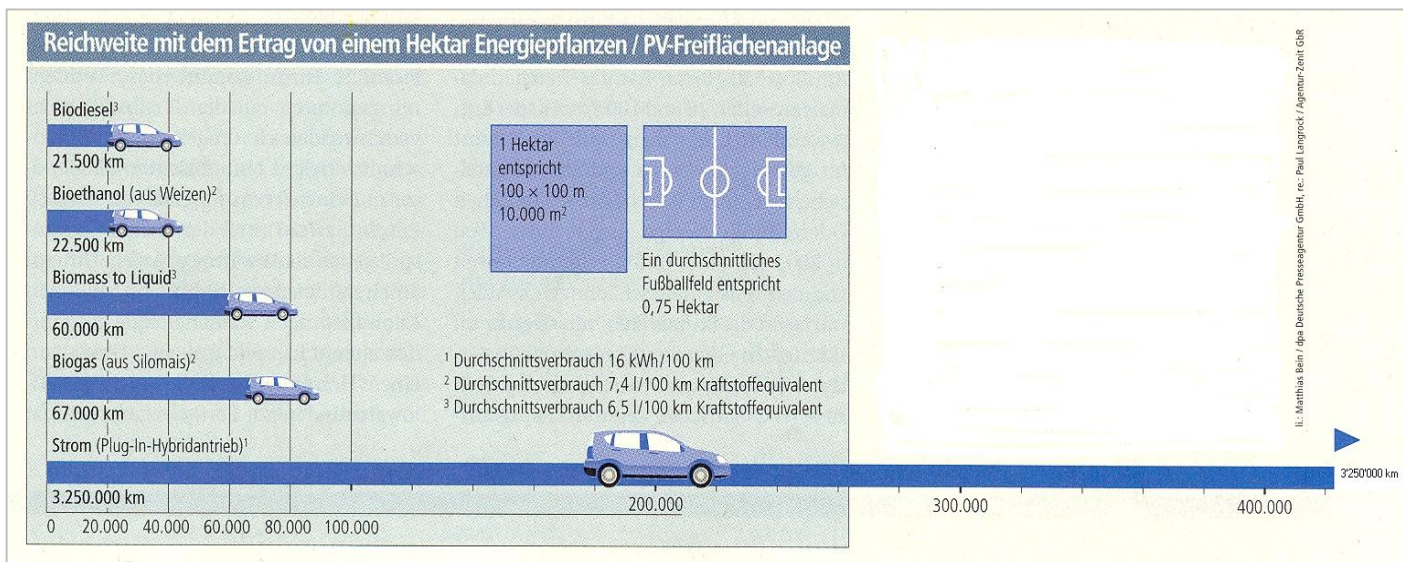 Reichweite mit dem Ertrag von einem Hektar Energiepflanzen / PV-Freiflächenanlage
Biodiesel³
21.500 km
Bioethanol (aus Weizen)²
22.500 km
Biomass to Liquid³
60.000 km
Biogas (aus Silomais)²
67.000 km
Strom (Plug-In-Hybridantrieb)¹
3.250.000 km
0 20.000 40.000 60.000 80.000 100.000
200.000
300.000
400.000
1 Hektar
entspricht
100 × 100 m
10.000 m²
Ein durchschnittliches
Fußballfeld entspricht
0,75 Hektar
¹ Durchschnittsverbrauch 16 kWh/100 km
² Durchschnittsverbrauch 7,4 l/100 km Kraftstoffequivalent
³ Durchschnittsverbrauch 6,5 l/100 km Kraftstoffequivalent
3'250'000 km
li.: Matthias Bein / dpa Deutsche Presseagentur GmbH, re.: Paul Langrock / Agentur-Zenit GbR